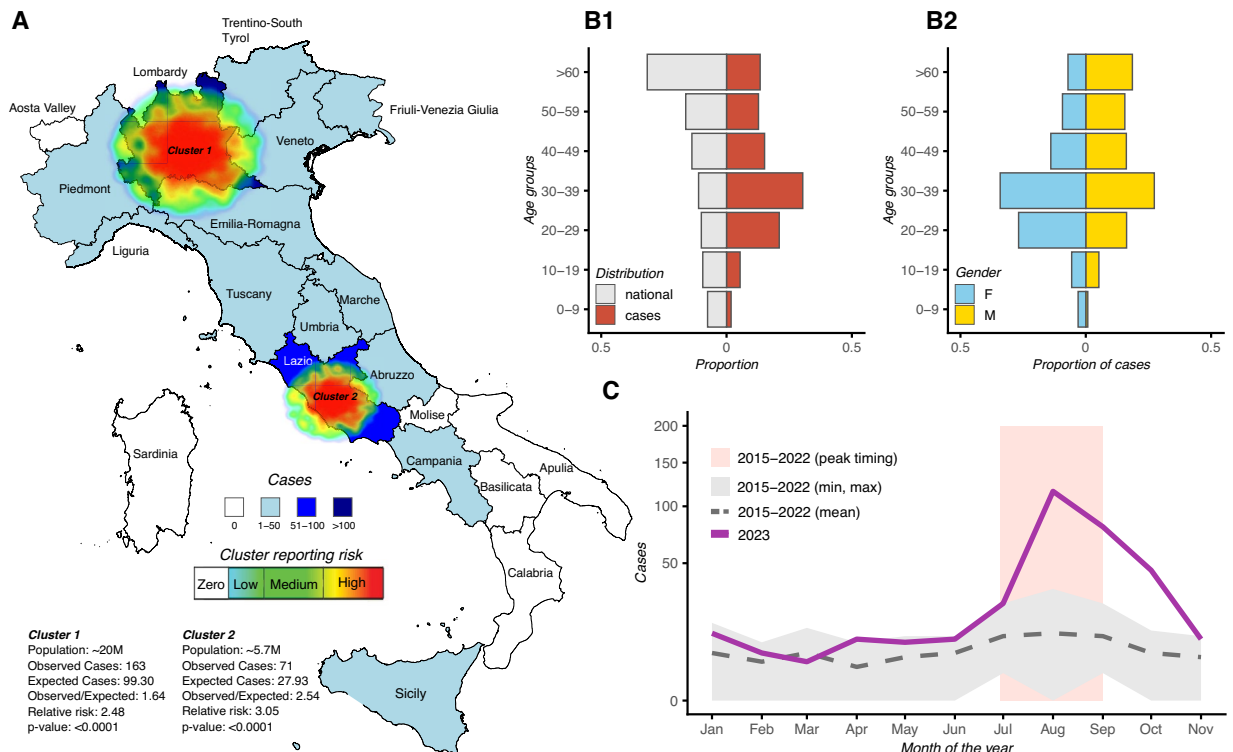 A
Trentino-South
Tyrol
Lombardy
Aosta Valley
Friuli-Venezia Giulia
Cluster 1
Veneto
Piedmont
Emilia-Romagna
Liguria
Tuscany
Marche
Umbria
Lazio
Abruzzo
Cluster 2
Molise
Sardinia
Campania
Apulia
Basilicata
Calabria
Sicily
Cases
0
1–50
51–100
>100
Cluster reporting risk
Zero
Low
Medium
High
Cluster 1
Population: ~20M
Observed Cases: 163
Expected Cases: 99.30
Observed/Expected: 1.64
Relative risk: 2.48
p-value: <0.0001
Cluster 2
Population: ~5.7M
Observed Cases: 71
Expected Cases: 27.93
Observed/Expected: 2.54
Relative risk: 3.05
p-value: <0.0001
B1
Age groups
>60
50–59
40–49
30–39
20–29
10–19
0–9
Distribution
national
cases
0.5
0.0
0.5
Proportion
B2
Age groups
>60
50–59
40–49
30–39
20–29
10–19
0–9
Gender
F
M
0.5
0.0
0.5
Proportion of cases
C
Cases
200
150
100
50
0
2015–2022 (peak timing)
2015–2022 (min, max)
2015–2022 (mean)
2023
Jan
Feb
Mar
Apr
May
Jun
Jul
Aug
Sep
Oct
Nov
Month of the year